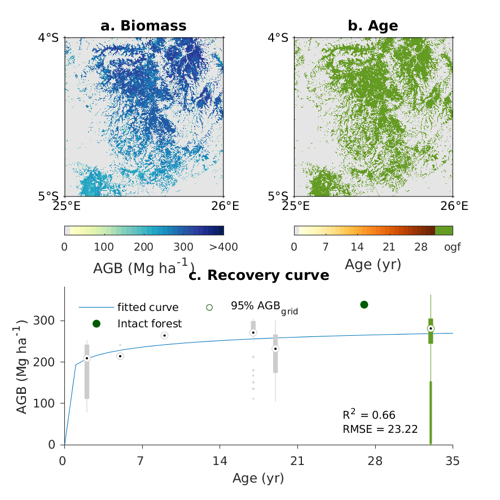 a. Biomass
b. Age
4°S
5°S
25°E
26°E
4°S
5°S
25°E
26°E
0 100 200 300 >400
AGB (Mg ha-1)
0 7 14 21 28 ogf
Age (yr)
c. Recovery curve
AGB (Mg ha-1)
300
200
100
0
fitted curve
95% AGBgrid
Intact forest
R2 = 0.66
RMSE = 23.22
0 7 14 21 28 35
Age (yr)